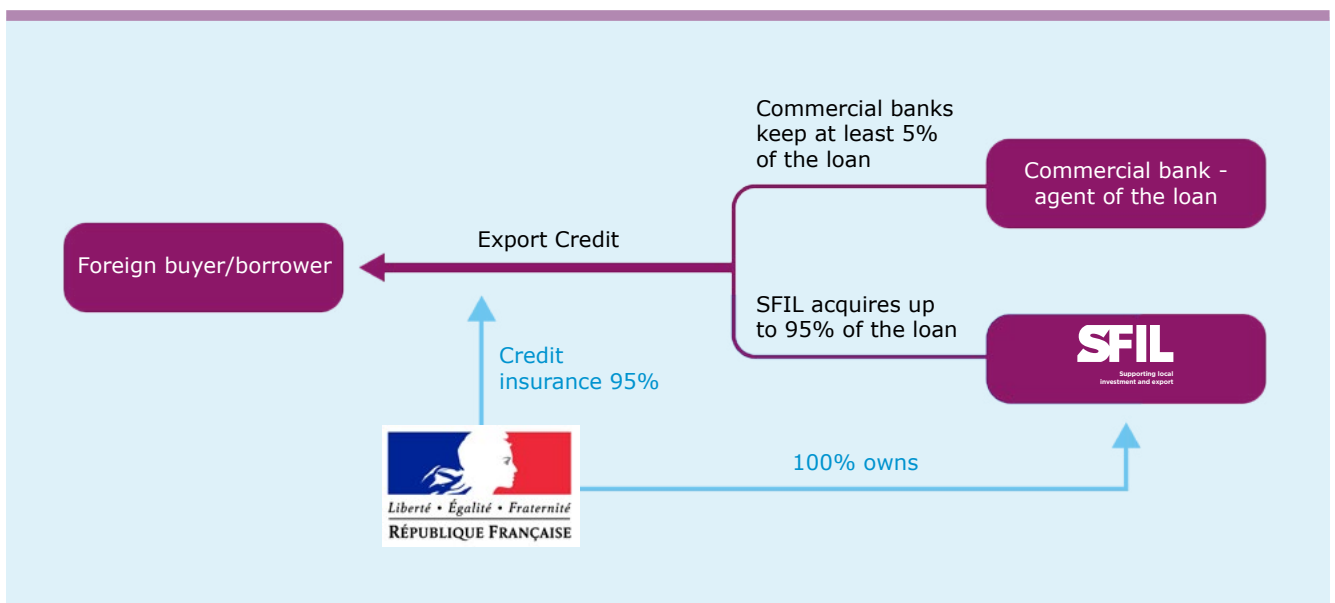 Commercial banks
keep at least 5%
of the loan
Commercial bank -
agent of the loan
Export Credit
Foreign buyer/borrower
SFIL acquires up
to 95% of the loan
SFIL
Supporting local
investment and export
Credit
insurance 95%
100% owns
Liberté • Égalité • Fraternité
RÉPUBLIQUE FRANÇAISE